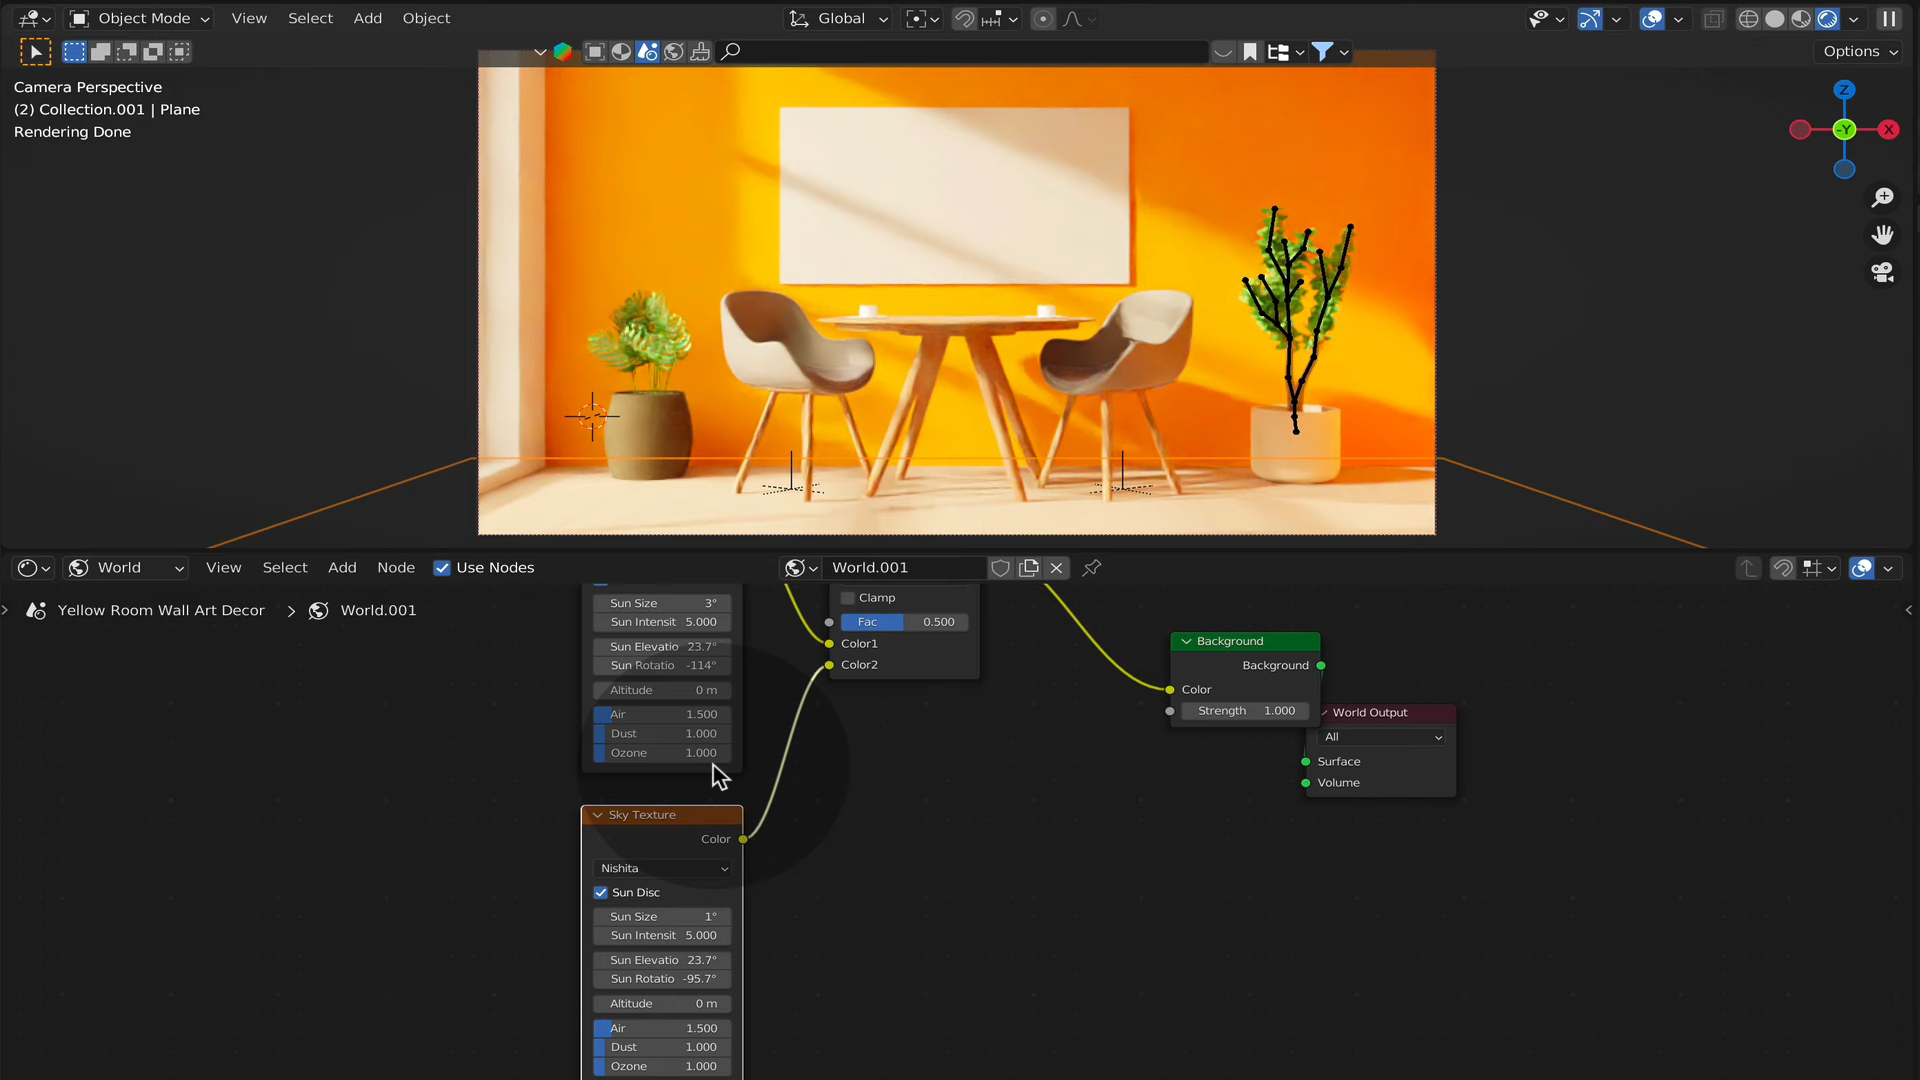 Object Mode
View
Select
Add
Object
Global
Options
Camera Perspective
(2) Collection.001 | Plane
Rendering Done
Z
-Y
X
World
View
Select
Add
Node
Use Nodes
World.001
Yellow Room Wall Art Decor
World.001
Sun Size 3°
Sun Intensit 5.000
Sun Elevatio 23.7°
Sun Rotatio -114°
Altitude 0 m
Air 1.500
Dust 1.000
Ozone 1.000
Clamp
Fac 0.500
Color1
Color2
Background
Background
Color
Strength 1.000
World Output
All
Surface
Volume
Sky Texture
Color
Nishita
Sun Disc
Sun Size 1°
Sun Intensit 5.000
Sun Elevatio 23.7°
Sun Rotatio -95.7°
Altitude 0 m
Air 1.500
Dust 1.000
Ozone 1.000